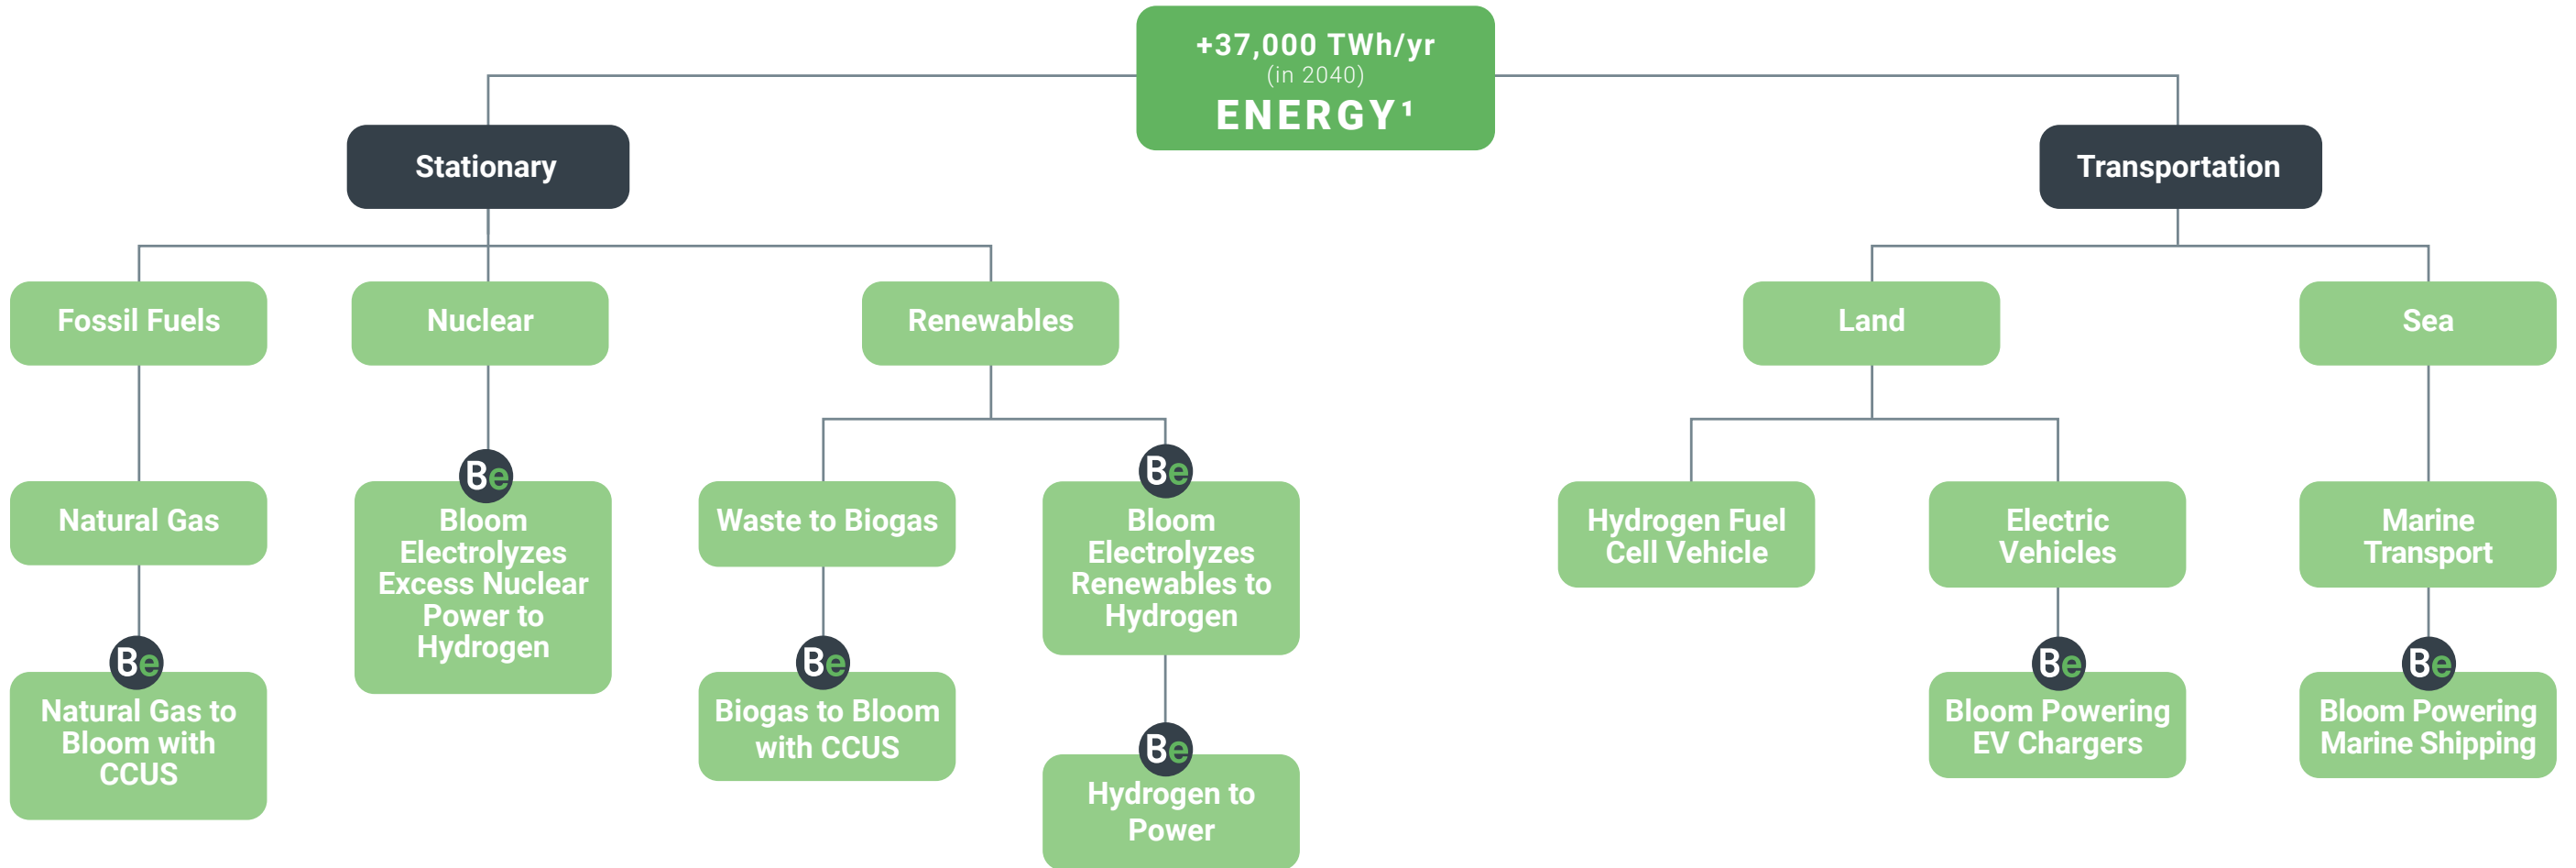 +37,000 TWh/yr
(in 2040)
ENERGY¹
Stationary
Transportation
Fossil Fuels
Nuclear
Renewables
Land
Sea
Natural Gas
Be
Bloom
Electrolyzes
Excess Nuclear
Power to
Hydrogen
Waste to Biogas
Be
Bloom
Electrolyzes
Renewables to
Hydrogen
Hydrogen Fuel
Cell Vehicle
Electric
Vehicles
Marine
Transport
Be
Natural Gas to
Bloom with
CCUS
Be
Biogas to Bloom
with CCUS
Be
Hydrogen to
Power
Be
Bloom Powering
EV Chargers
Be
Bloom Powering
Marine Shipping